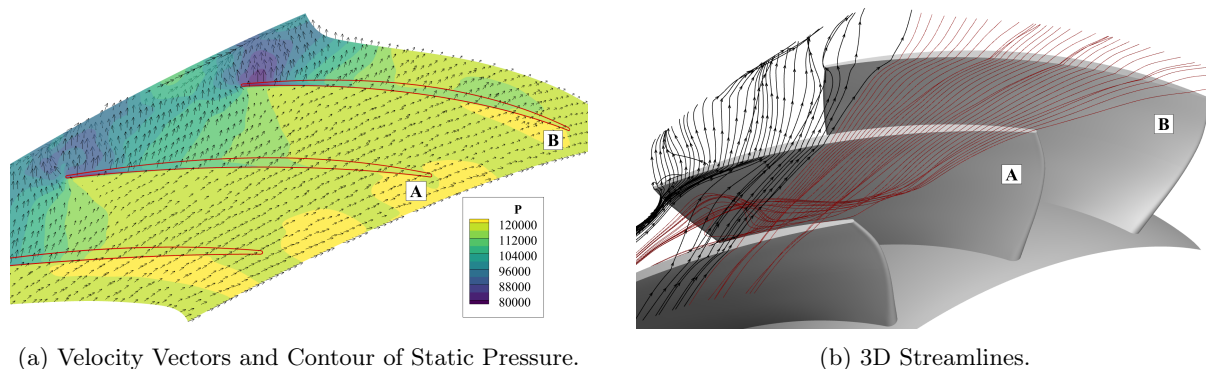 B
A
P
120000
112000
104000
96000
88000
80000
B
A
(a) Velocity Vectors and Contour of Static Pressure.
(b) 3D Streamlines.